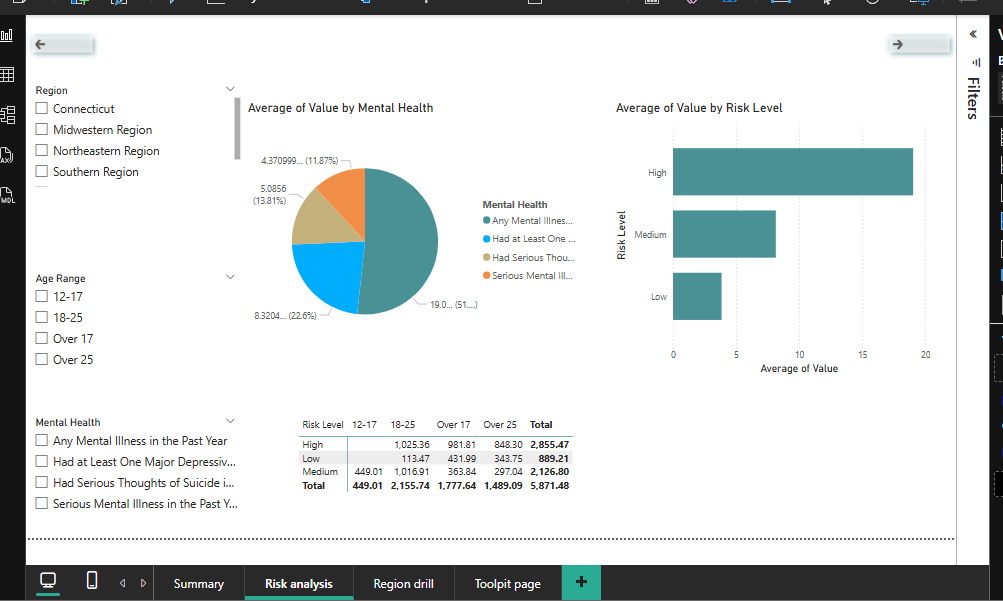 Region
Connecticut
Midwestern Region
Northeastern Region
Southern Region
Age Range
12-17
18-25
Over 17
Over 25
Mental Health
Any Mental Illness in the Past Year
Had at Least One Major Depressiv...
Had Serious Thoughts of Suicide i...
Serious Mental Illness in the Past Y...
Average of Value by Mental Health
4.370999... (11.87%)
5.0856
(13.81%)
8.3204... (22.6%)
19.0... (51....)
Mental Health
Any Mental Illnes...
Had at Least One ...
Had Serious Thou...
Serious Mental Ill...
Average of Value by Risk Level
Risk Level
High
Medium
Low
0 5 10 15 20
Average of Value
Risk Level 12-17 18-25 Over 17 Over 25 Total
High 1,025.36 981.81 848.30 2,855.47
Low 113.47 431.99 343.75 889.21
Medium 449.01 1,016.91 363.84 297.04 2,126.80
Total 449.01 2,155.74 1,777.64 1,489.09 5,871.48
Filters
MDL
Summary
Risk analysis
Region drill
Toolpit page